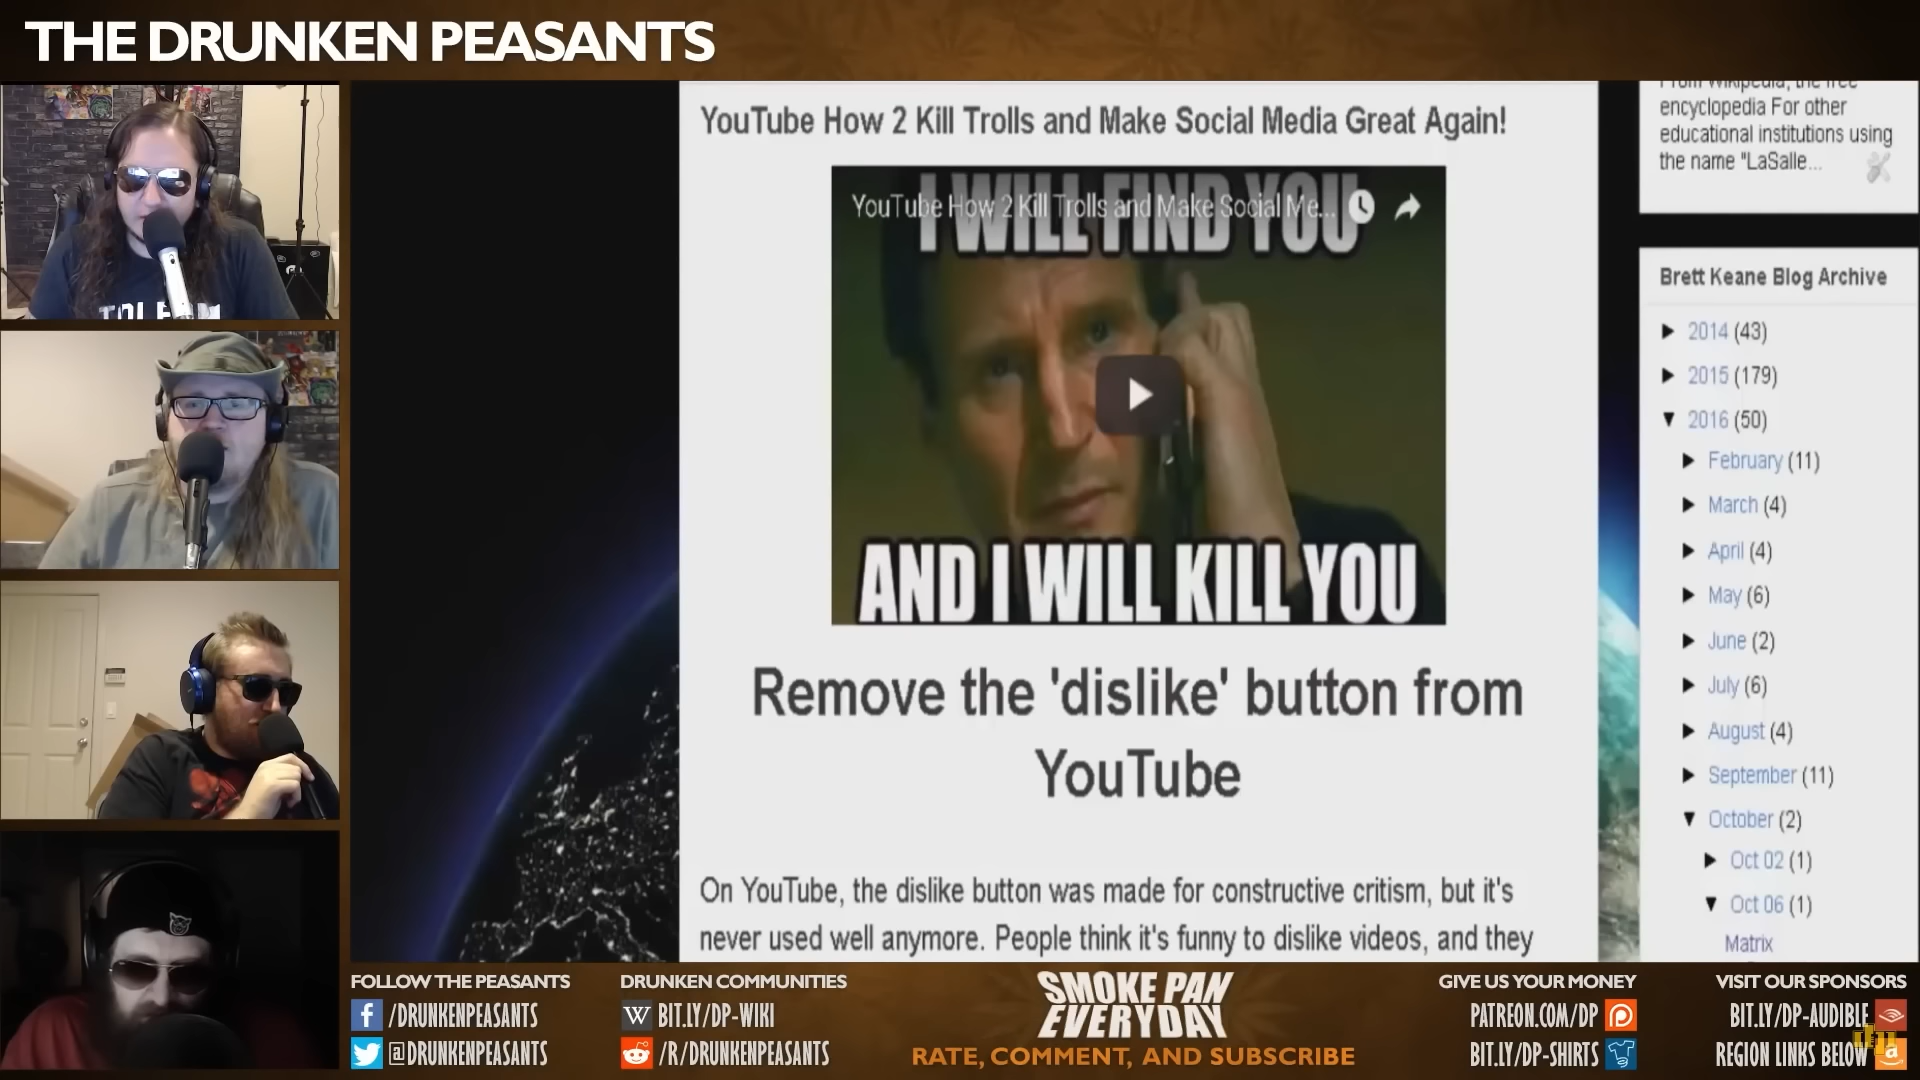 THE DRUNKEN PEASANTS
YouTube How 2 Kill Trolls and Make Social Media Great Again!
I WILL FIND YOU
YouTube How 2 Kill Trolls and Make Social Me...
AND I WILL KILL YOU
Remove the 'dislike' button from
YouTube
On YouTube, the dislike button was made for constructive critism, but it's
never used well anymore. People think it's funny to dislike videos, and they
From Wikipedia, the free
encyclopedia For other
educational institutions using
the name "LaSalle...
Brett Keane Blog Archive
► 2014 (43)
► 2015 (179)
▼ 2016 (50)
► February (11)
► March (4)
► April (4)
► May (6)
► June (2)
► July (6)
► August (4)
► September (11)
▼ October (2)
► Oct 02 (1)
▼ Oct 06 (1)
Matrix
FOLLOW THE PEASANTS
/DRUNKENPEASANTS
@DRUNKENPEASANTS
DRUNKEN COMMUNITIES
W BIT.LY/DP-WIKI
/R/DRUNKENPEASANTS
SMOKE PAN
EVERYDAY
RATE, COMMENT, AND SUBSCRIBE
GIVE US YOUR MONEY
PATREON.COM/DP
BIT.LY/DP-SHIRTS
VISIT OUR SPONSORS
BIT.LY/DP-AUDIBLE
REGION LINKS BELOW